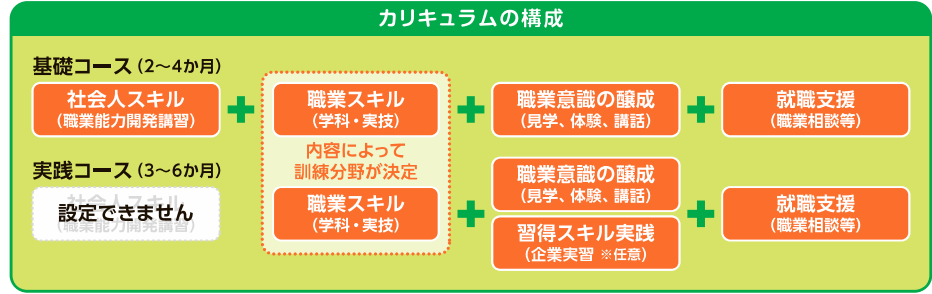 カリキュラムの構成
基礎コース(2〜4か月)
社会人スキル
(職業能力開発講習)
職業スキル
(学科・実技)
職業意識の醸成
(見学、体験、講話)
就職支援
(職業相談等)
内容によって
訓練分野が決定
実践コース(3〜6か月)
社会人スキル
設定できません
(職業能力開発講習)
職業スキル
(学科・実技)
職業意識の醸成
(見学、体験、講話)
習得スキル実践
(企業実習 ※任意)
就職支援
(職業相談等)